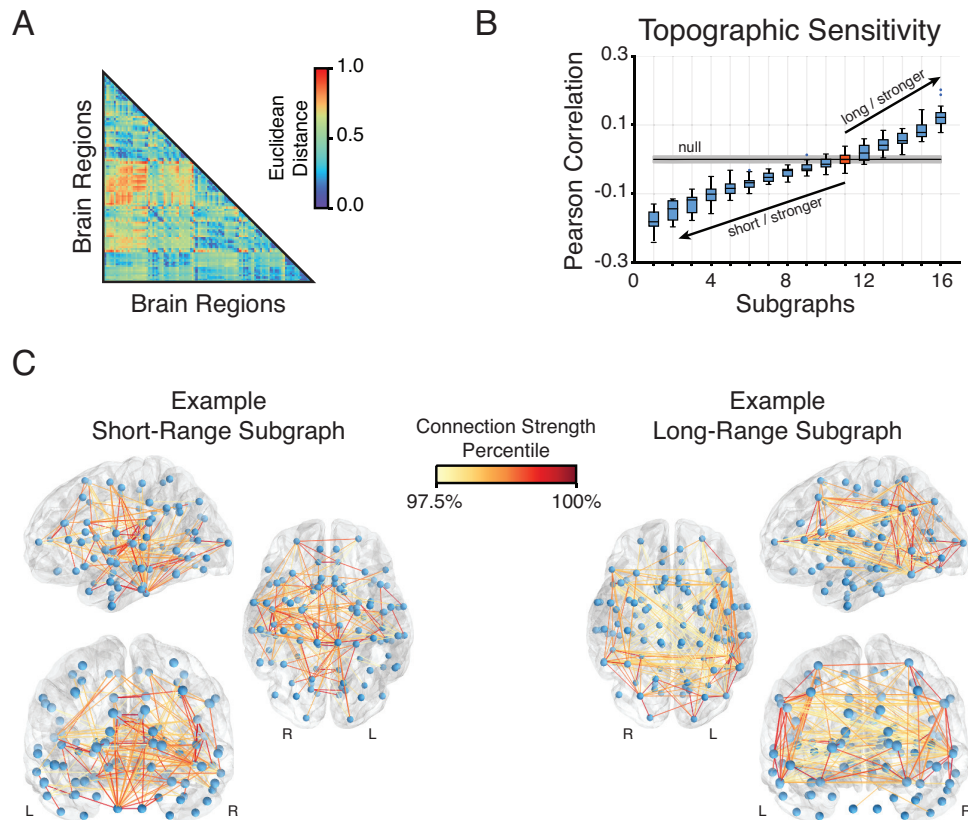 A
Brain Regions
Brain Regions
Euclidean
Distance
1.0
0.5
0.0
B
Topographic Sensitivity
Pearson Correlation
0.3
0.1
-0.1
-0.3
null
long / stronger
short / stronger
0
4
8
12
16
Subgraphs
C
Example
Short-Range Subgraph
Connection Strength
Percentile
97.5%
100%
Example
Long-Range Subgraph
R
L
R
L
L
R
L
R